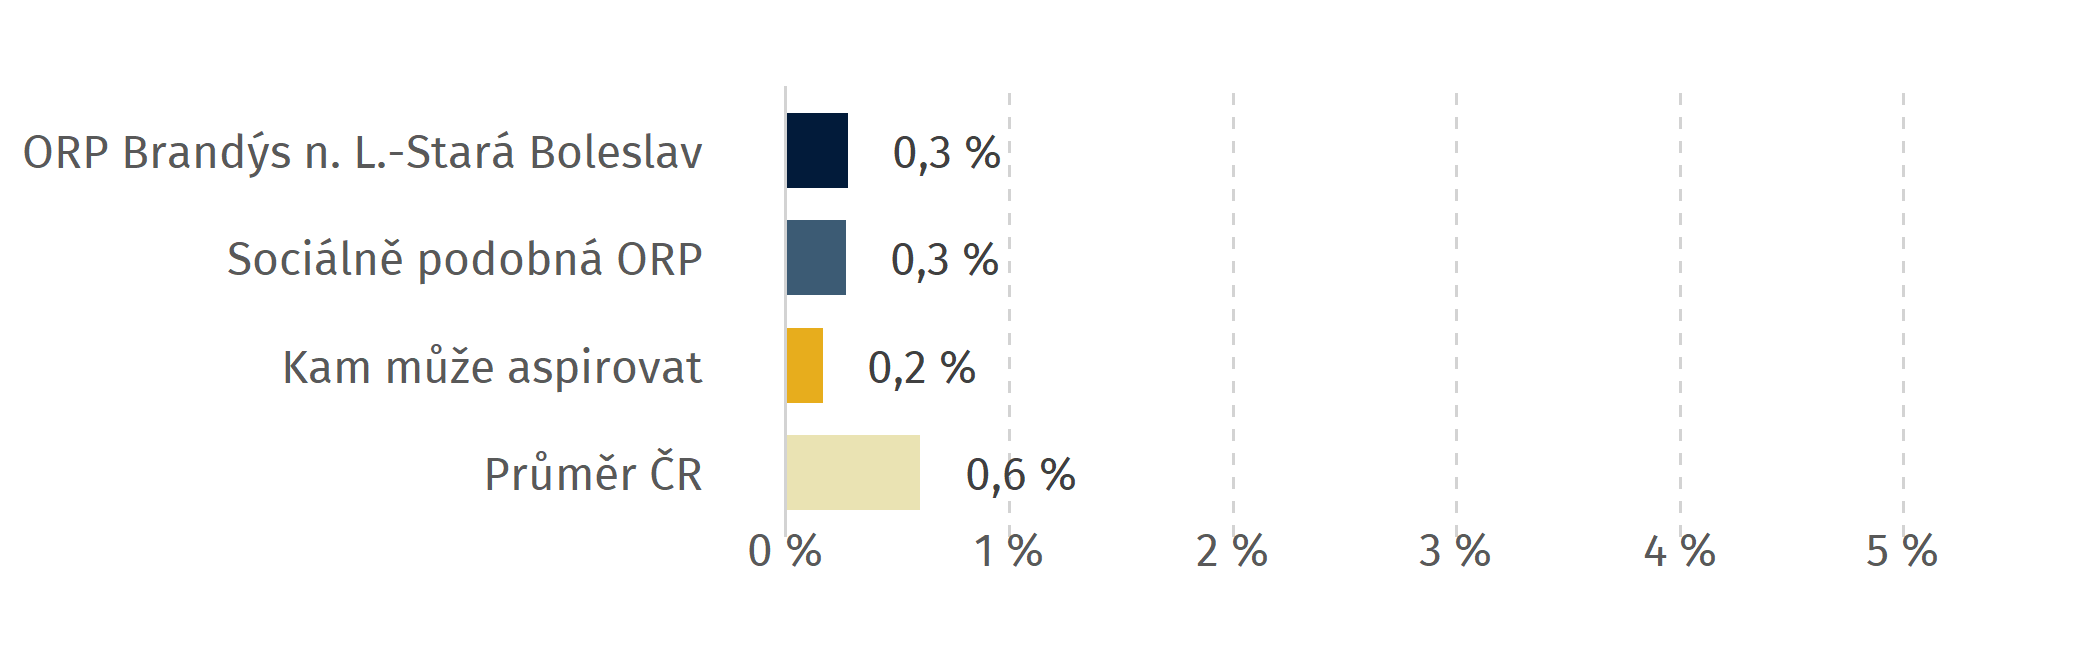 ORP Brandýs n. L.-Stará Boleslav 0,3 %
Sociálně podobná ORP 0,3 %
Kam může aspirovat 0,2 %
Průměr ČR 0,6 %
0 % 1 % 2 % 3 % 4 % 5 %